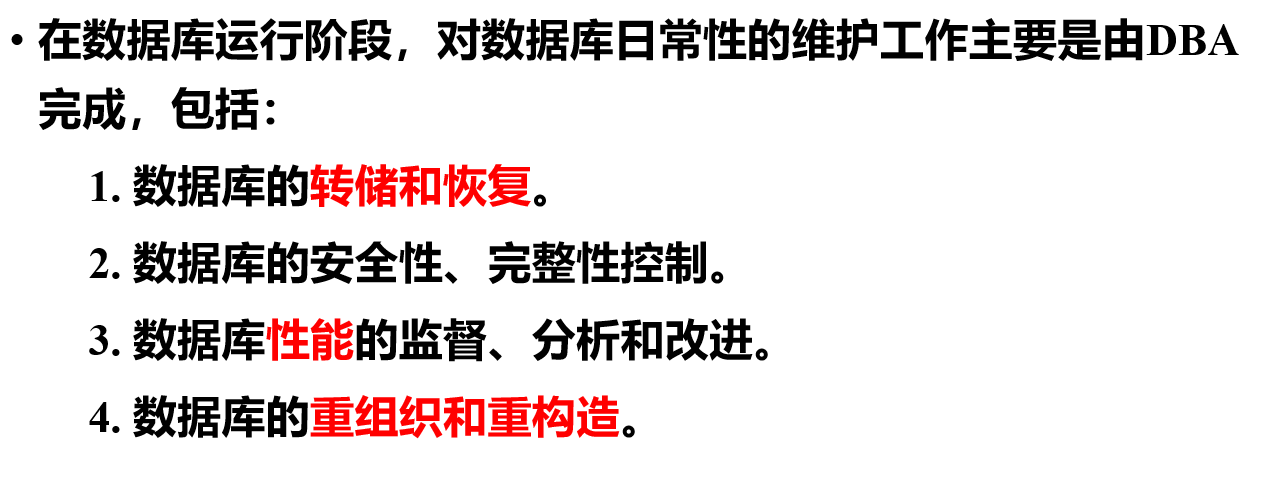 • 在数据库运行阶段，对数据库日常性的维护工作主要是由DBA
完成，包括：
1. 数据库的转储和恢复。
2. 数据库的安全性、完整性控制。
3. 数据库性能的监督、分析和改进。
4. 数据库的重组织和重构造。